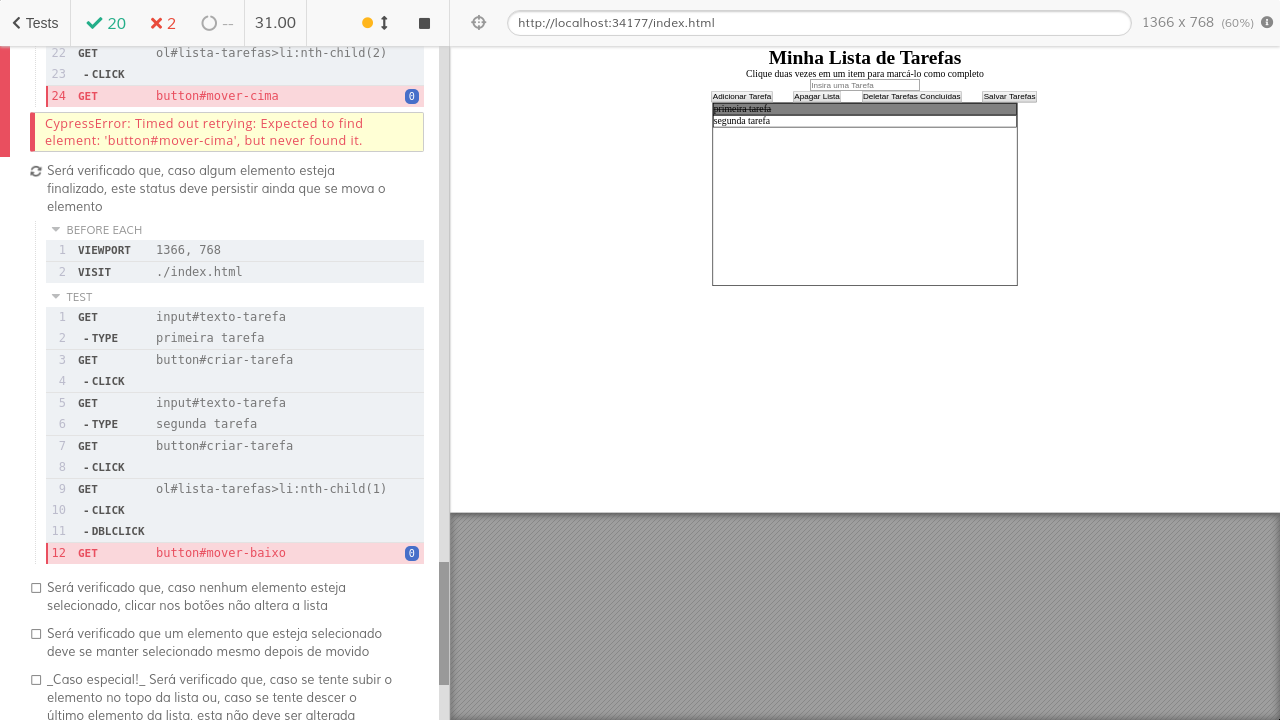 Tests 20 2 -- 31.00
http://localhost:34177/index.html 1366 x 768 (60%)
22 GET ol#lista-tarefas>li:nth-child(2)
23 - CLICK
24 GET button#mover-cima 0
CypressError: Timed out retrying: Expected to find
element: 'button#mover-cima', but never found it.
Será verificado que, caso algum elemento esteja
finalizado, este status deve persistir ainda que se mova o
elemento
BEFORE EACH
1 VIEWPORT 1366, 768
2 VISIT ./index.html
TEST
1 GET input#texto-tarefa
2 - TYPE primeira tarefa
3 GET button#criar-tarefa
4 - CLICK
5 GET input#texto-tarefa
6 - TYPE segunda tarefa
7 GET button#criar-tarefa
8 - CLICK
9 GET ol#lista-tarefas>li:nth-child(1)
10 - CLICK
11 - DBLCLICK
12 GET button#mover-baixo 0
Será verificado que, caso nenhum elemento esteja
selecionado, clicar nos botões não altera a lista
Será verificado que um elemento que esteja selecionado
deve se manter selecionado mesmo depois de movido
_Caso especial!_ Será verificado que, caso se tente subir o
elemento no topo da lista ou, caso se tente descer o
último elemento da lista, esta não deve ser alterada
Minha Lista de Tarefas
Clique duas vezes em um item para marcá-lo como completo
Insira uma Tarefa
Adicionar Tarefa Apagar Lista Deletar Tarefas Concluídas Salvar Tarefas
primeira tarefa
segunda tarefa